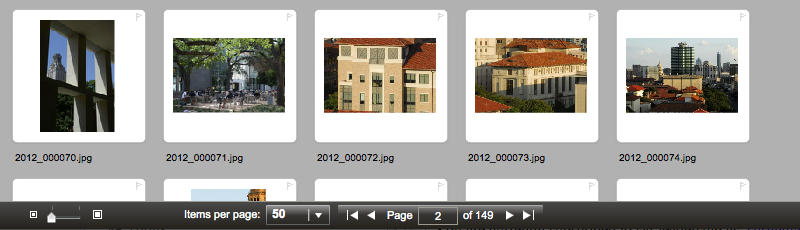 2012_000070.jpg
2012_000071.jpg
2012_000072.jpg
2012_000073.jpg
2012_000074.jpg
Items per page: 50 Page 2 of 149